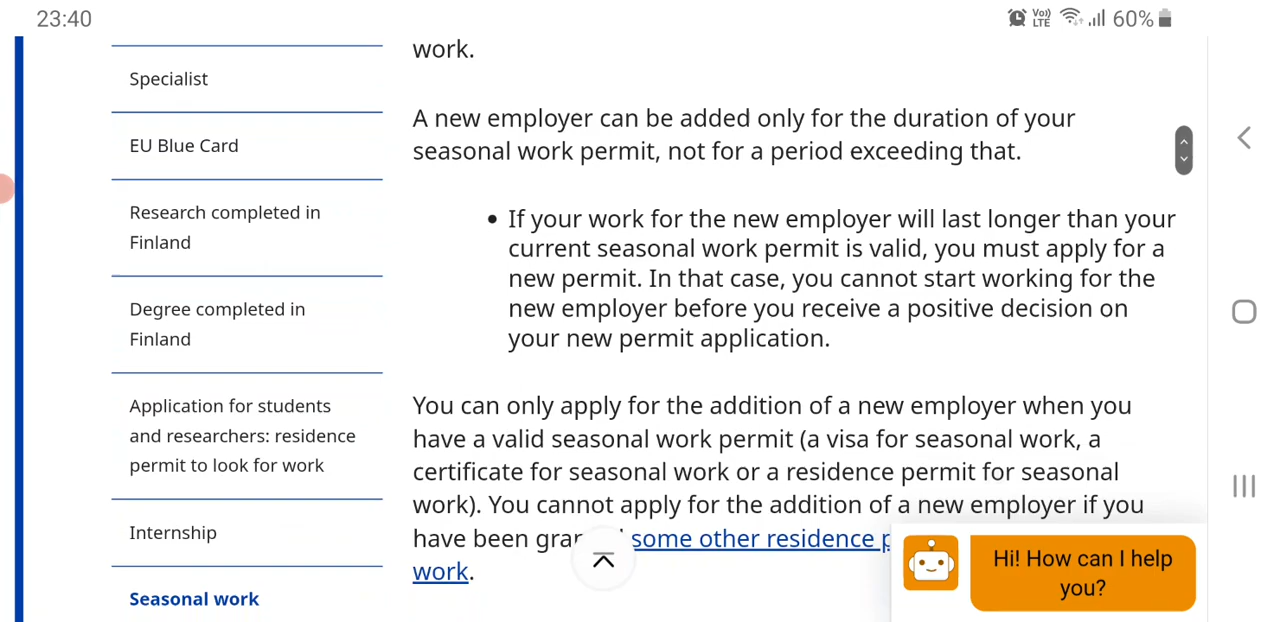 23:40
Vo))
LTE
60%
Specialist
EU Blue Card
Research completed in
Finland
Degree completed in
Finland
Application for students
and researchers: residence
permit to look for work
Internship
Seasonal work
work.
A new employer can be added only for the duration of your
seasonal work permit, not for a period exceeding that.
• If your work for the new employer will last longer than your
current seasonal work permit is valid, you must apply for a
new permit. In that case, you cannot start working for the
new employer before you receive a positive decision on
your new permit application.
You can only apply for the addition of a new employer when you
have a valid seasonal work permit (a visa for seasonal work, a
certificate for seasonal work or a residence permit for seasonal
work). You cannot apply for the addition of a new employer if you
have been some other residence
work.
Hi! How can I help
you?